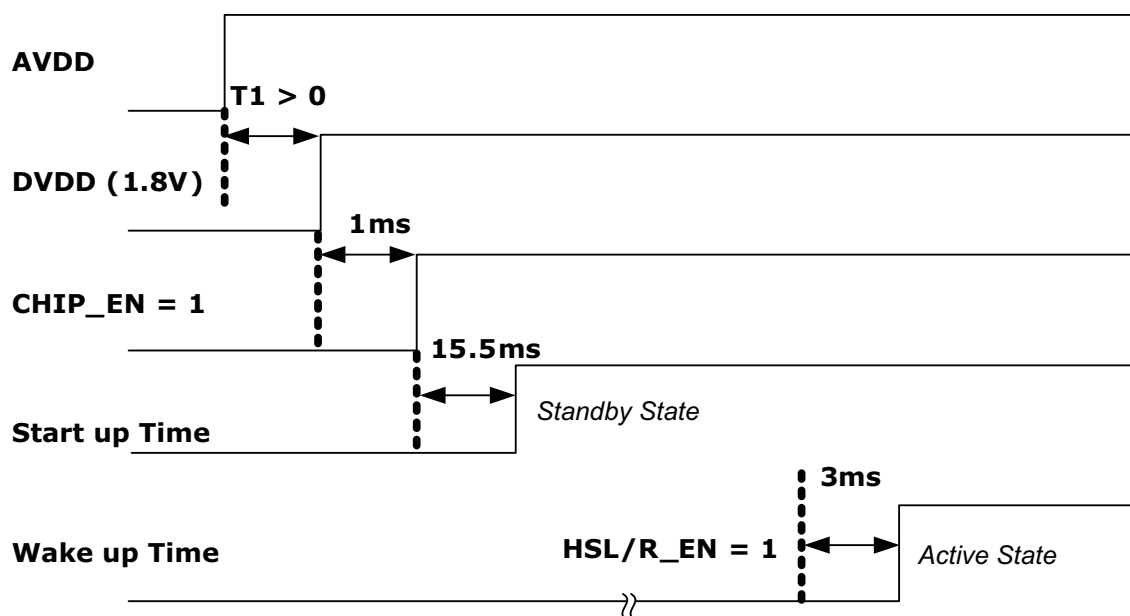 AVDD
T1 > 0
DVDD (1.8V)
1ms
CHIP_EN = 1
15.5ms
Standby State
Start up Time
3ms
Wake up Time
HSL/R_EN = 1
Active State